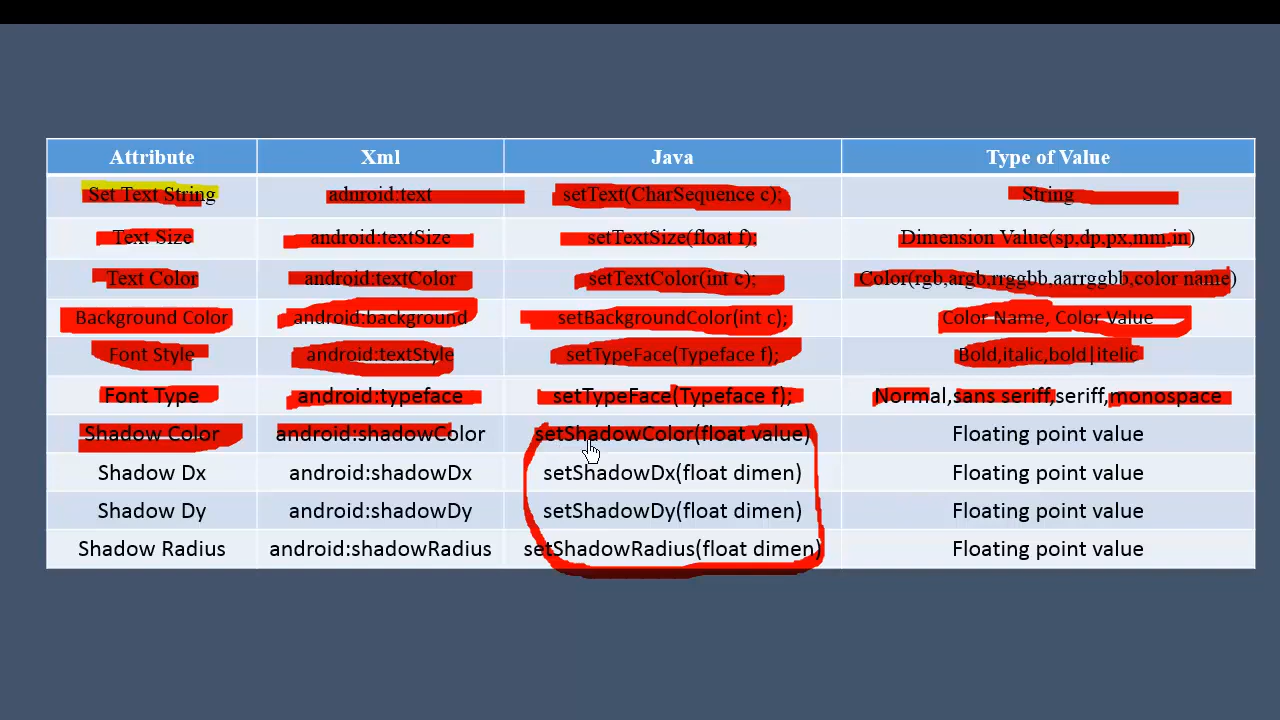 Attribute Xml Java Type of Value
Set Text String adnroid:text setText(CharSequence c); String
Text Size android:textSize setTextSize(float f); Dimension Value(sp,dp,px,mm,in)
Text Color android:textColor setTextColor(int c); Color(rgb,argb,rrggbb,aarrggbb,color name)
Background Color android:background setBackgroundColor(int c); Color Name, Color Value
Font Style android:textStyle setTypeFace(Typeface f); Bold,italic,bold|itelic
Font Type android:typeface setTypeFace(Typeface f); Normal,sans seriff,seriff,monospace
Shadow Color android:shadowColor setShadowColor(float value) Floating point value
Shadow Dx android:shadowDx setShadowDx(float dimen) Floating point value
Shadow Dy android:shadowDy setShadowDy(float dimen) Floating point value
Shadow Radius android:shadowRadius setShadowRadius(float dimen) Floating point value